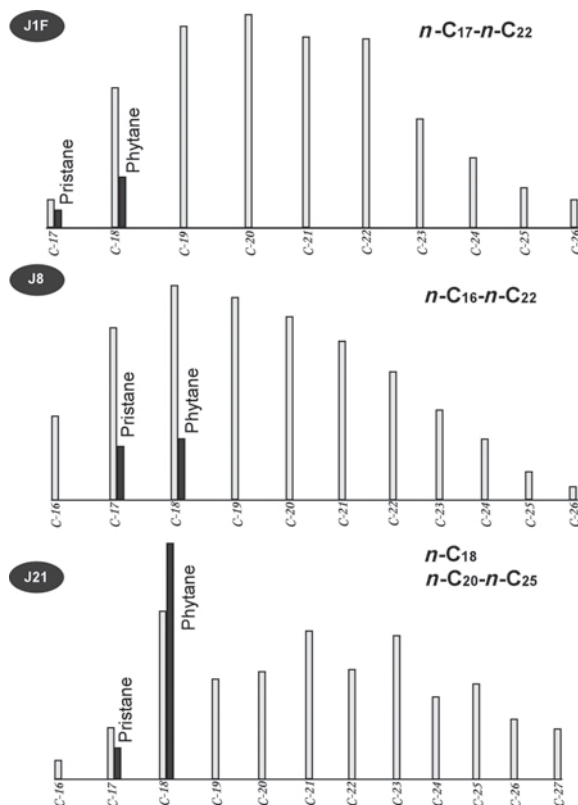 J1F
n-C17-n-C22
Pristane
Phytane
C-17
C-18
C-19
C-20
C-21
C-22
C-23
C-24
C-25
C-26
J8
n-C16-n-C22
Pristane
Phytane
C-16
C-17
C-18
C-19
C-20
C-21
C-22
C-23
C-24
C-25
C-26
J21
n-C18
n-C20-n-C25
Pristane
Phytane
C-16
C-17
C-18
C-19
C-20
C-21
C-22
C-23
C-24
C-25
C-26
C-27